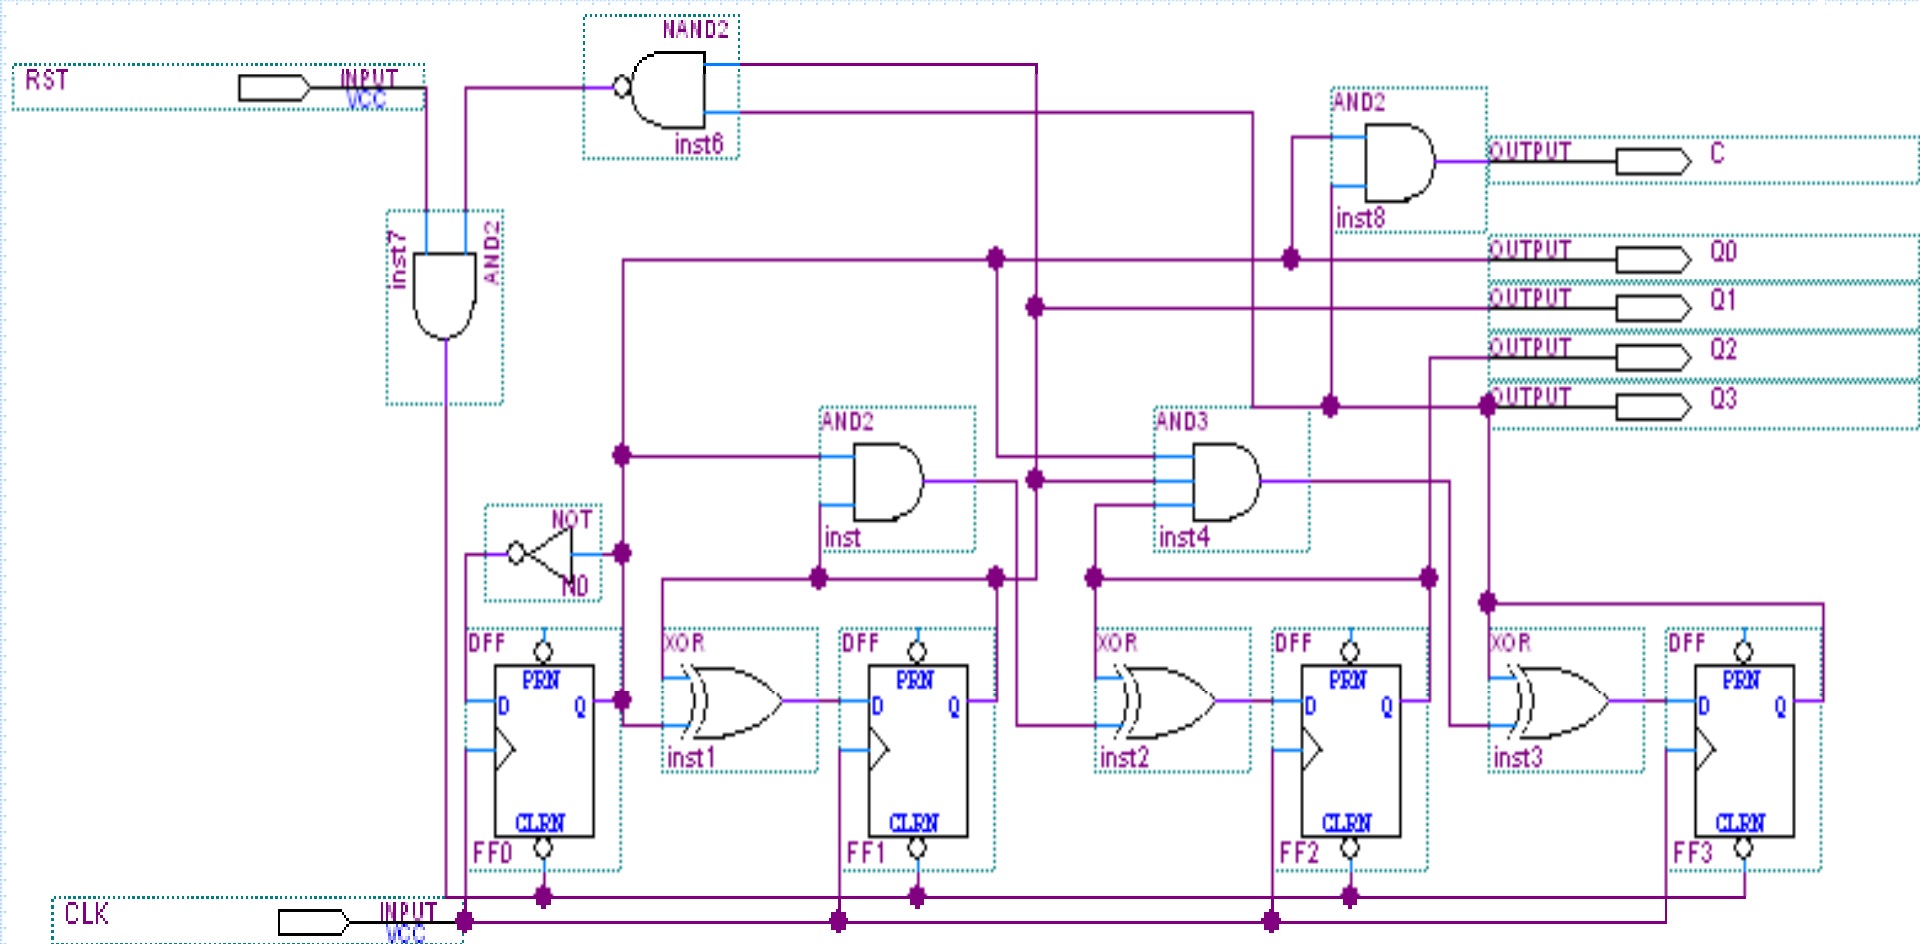 NAND2
RST
INPUT
VCC
inst6
AND2
OUTPUT
C
inst8
inst7
AND2
OUTPUT
Q0
OUTPUT
Q1
OUTPUT
Q2
OUTPUT
Q3
AND2
AND3
NOT
inst
inst4
N0
DFF
XOR
DFF
XOR
DFF
XOR
DFF
PRN
PRN
PRN
PRN
D
Q
D
Q
D
Q
D
Q
inst1
inst2
inst3
CLRN
CLRN
CLRN
CLRN
FF0
FF1
FF2
FF3
CLK
INPUT
VCC